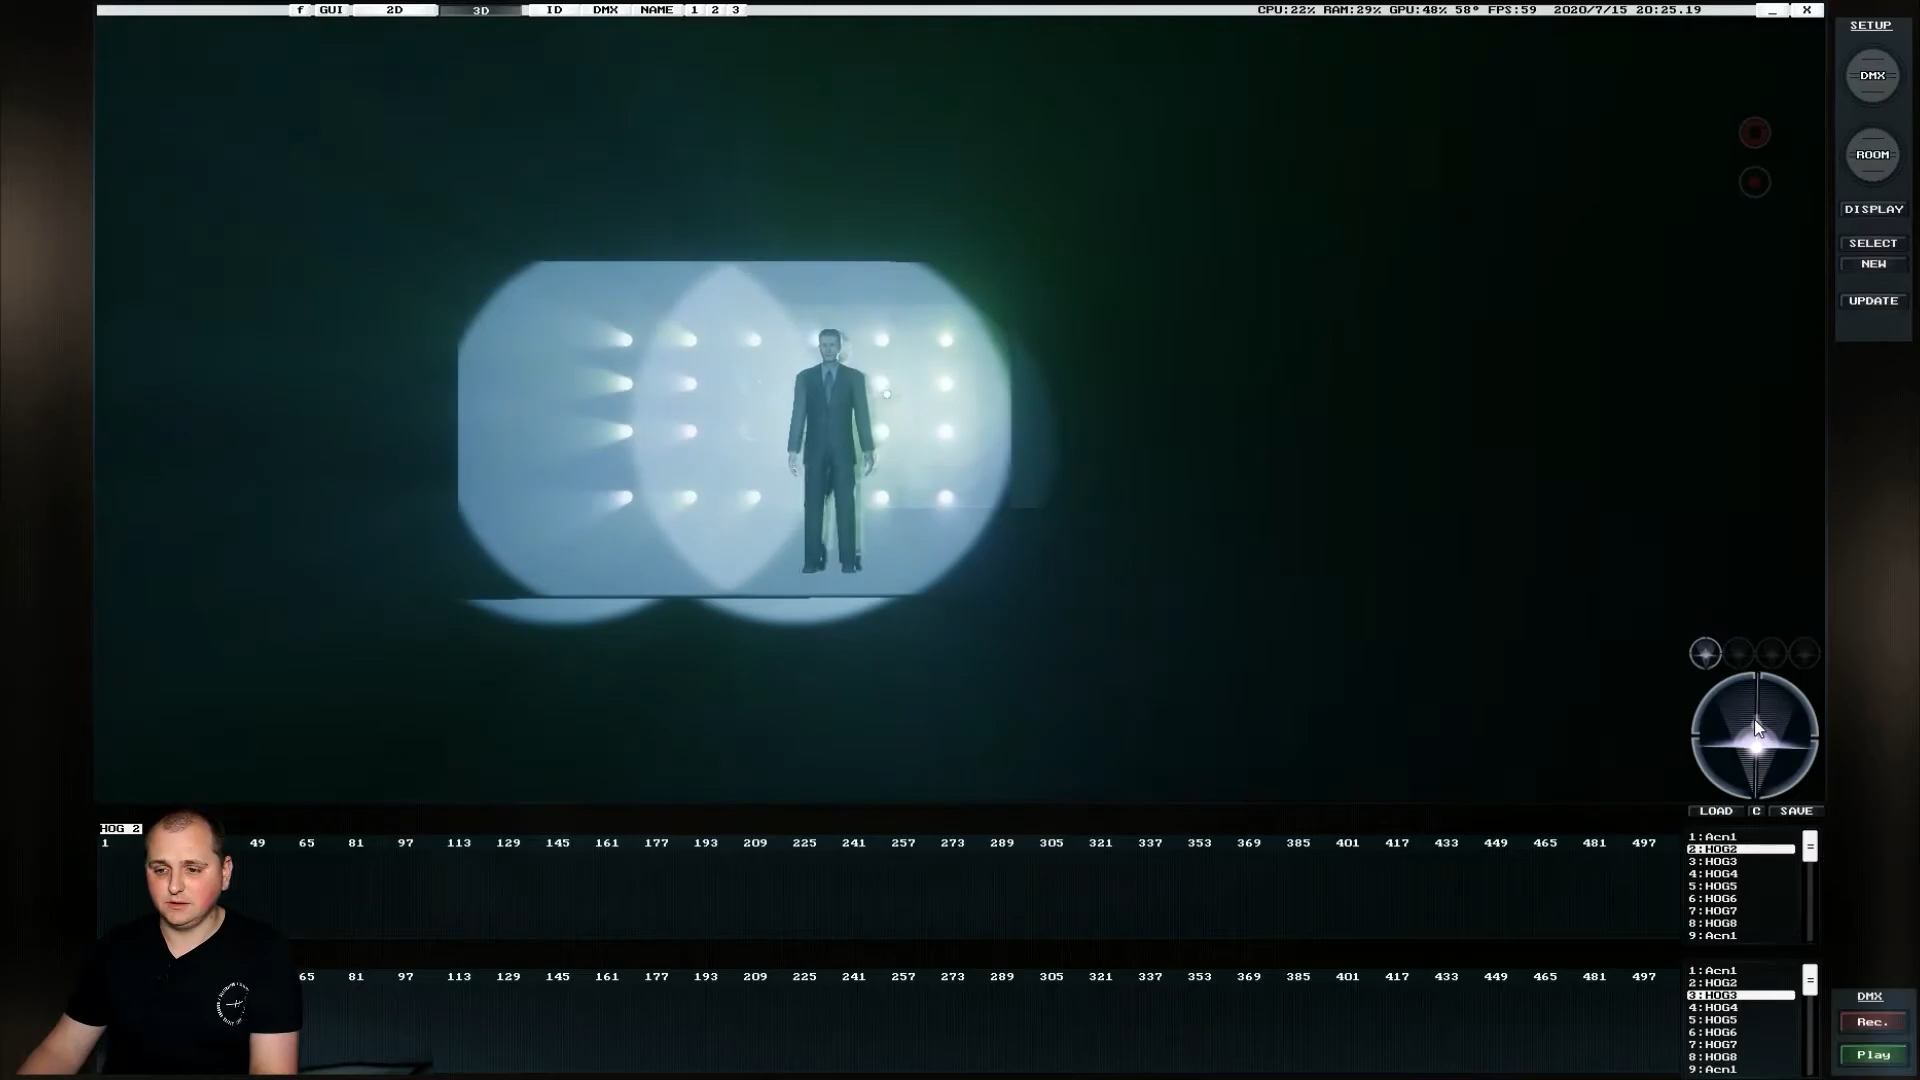 f GUI 2D 3D ID DMX NAME 1 2 3 CPU:22% RAM:29% GPU:48% 58° FPS:59 2020/7/15 20:25.19 _ X
SETUP
DMX
ROOM
DISPLAY
SELECT
NEW
UPDATE
LOAD C SAVE
HOG 2
1 49 65 81 97 113 129 145 161 177 193 209 225 241 257 273 289 305 321 337 353 369 385 401 417 433 449 465 481 497
1:Acn1
2:HOG2
3:HOG3
4:HOG4
5:HOG5
6:HOG6
7:HOG7
8:HOG8
9:Acn1
65 81 97 113 129 145 161 177 193 209 225 241 257 273 289 305 321 337 353 369 385 401 417 433 449 465 481 497
1:Acn1
2:HOG2
3:HOG3
4:HOG4
5:HOG5
6:HOG6
7:HOG7
8:HOG8
9:Acn1
DMX
Rec.
Play